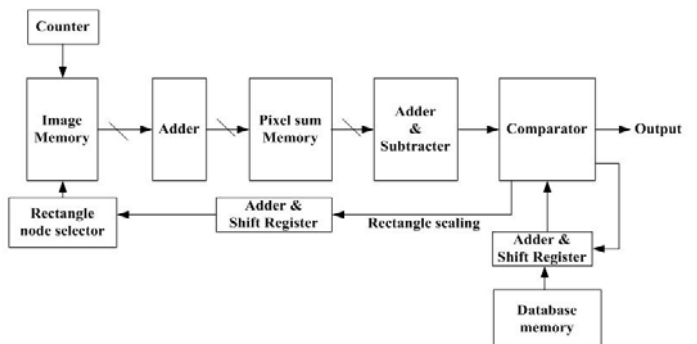 Counter
Image
Memory
Adder
Pixel sum
Memory
Adder
&
Subtracter
Comparator
Output
Rectangle
node selector
Adder &
Shift Register
Rectangle scaling
Adder &
Shift Register
Database
memory